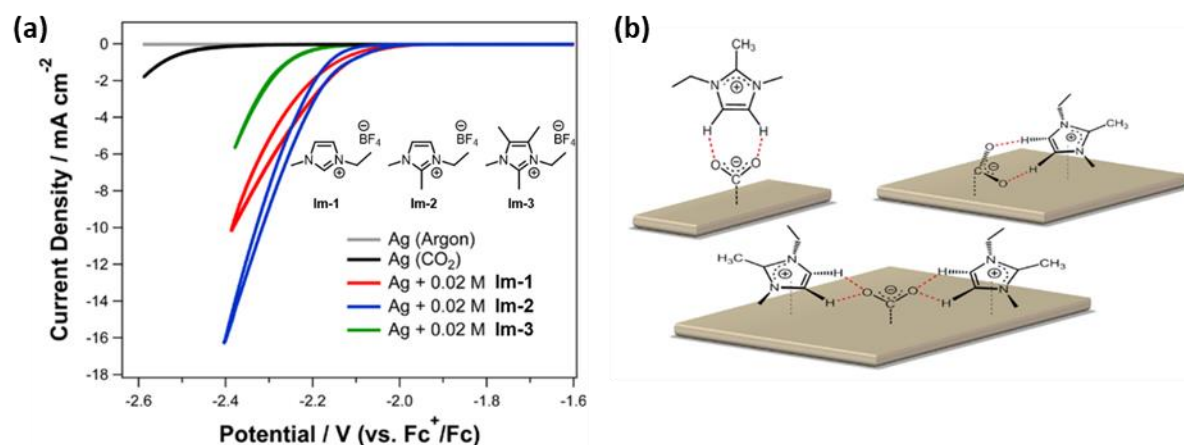 (a)
Current Density / mA cm⁻²
0
-2
-4
-6
-8
-10
-12
-14
-16
-18
-2.6
-2.4
-2.2
-2.0
-1.8
-1.6
Potential / V (vs. Fc⁺/Fc)
⊖
BF₄
⊖
BF₄
⊖
BF₄
N
N
⊕
N
N
⊕
N
N
⊕
Im-1
Im-2
Im-3
Ag (Argon)
Ag (CO₂)
Ag + 0.02 M Im-1
Ag + 0.02 M Im-2
Ag + 0.02 M Im-3
(b)
CH₃
N
⊕
N
H
H
O
⊖
O
C
N
⊕
CH₃
N
H
H
O
C
⊖
O
N
CH₃
⊕
N
H
H
O
⊖
O
C
H
H
N
⊕
N
CH₃